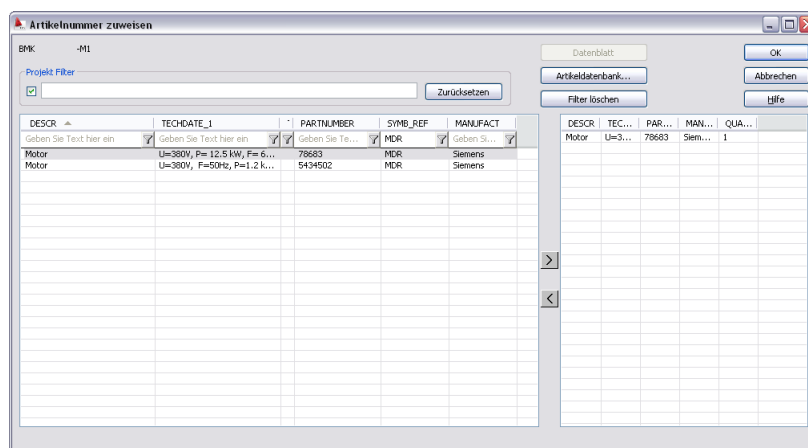 Artikelnummer zuweisen
BMK -M1
Projekt Filter
Zurücksetzen
Datenblatt
Artikeldatenbank...
Filter löschen
OK
Abbrechen
Hilfe
DESCR TECHDATE_1 PARTNUMBER SYMB_REF MANUFACT
Geben Sie Text hier ein Geben Sie Text hier ein Geben Sie Te... MDR Geben Si...
Motor U=380V, P= 12.5 kW, F= 6... 78683 MDR Siemens
Motor U=380V, F=50Hz, P=1.2 k... 5434502 MDR Siemens
>
<
DESCR TEC... PAR... MAN... QUA...
Motor U=3... 78683 Siem... 1